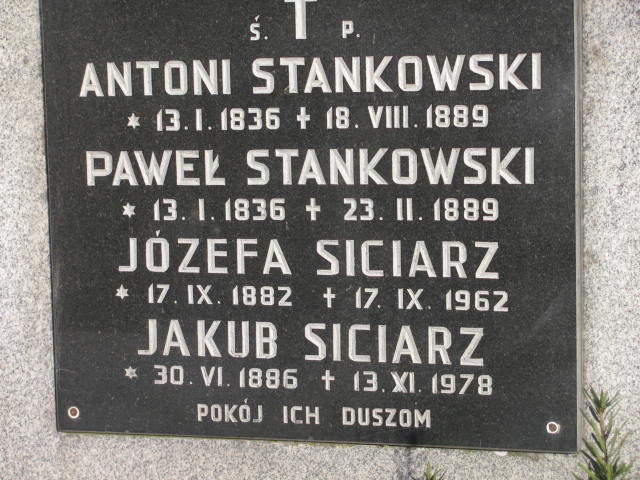 Ś. P.
ANTONI STANKOWSKI
* 13. I. 1836 + 18. VIII. 1889
PAWEŁ STANKOWSKI
* 13. I. 1836 + 23. II. 1889
JÓZEFA SICIARZ
* 17. IX. 1882 + 17. IX. 1962
JAKUB SICIARZ
* 30. VI. 1886 + 13. XI. 1978
POKÓJ ICH DUSZOM